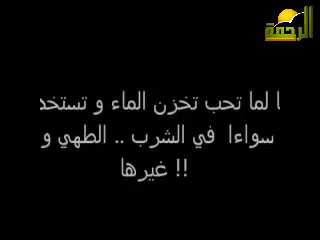 الرحمة
ا لما تحب تخزن الماء و تستخد
سواءا في الشرب .. الطهي و
غيرها !!